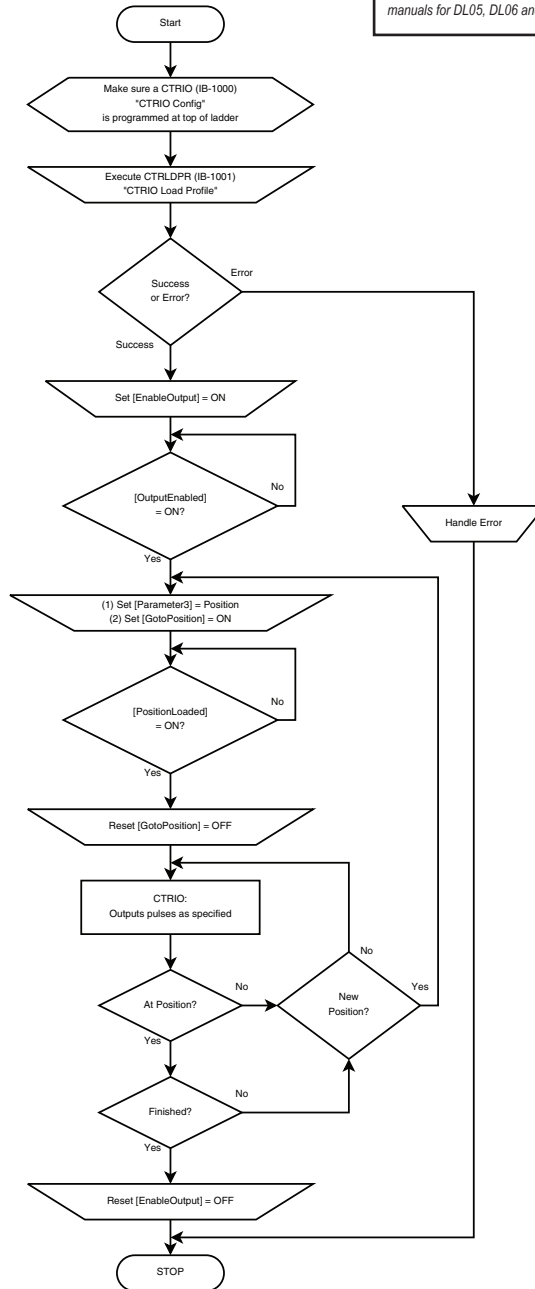 manuals for DL05, DL06 an
Start
Make sure a CTRIO (IB-1000)
"CTRIO Config"
is programmed at top of ladder
Execute CTRLDPR (IB-1001)
"CTRIO Load Profile"
Success
or Error?
Error
Success
Set [EnableOutput] = ON
[OutputEnabled]
= ON?
No
Yes
Handle Error
(1) Set [Parameter3] = Position
(2) Set [GotoPosition] = ON
[PositionLoaded]
= ON?
No
Yes
Reset [GotoPosition] = OFF
CTRIO:
Outputs pulses as specified
No
At Position?
No
New
Position?
Yes
Yes
Finished?
No
Yes
Reset [EnableOutput] = OFF
STOP